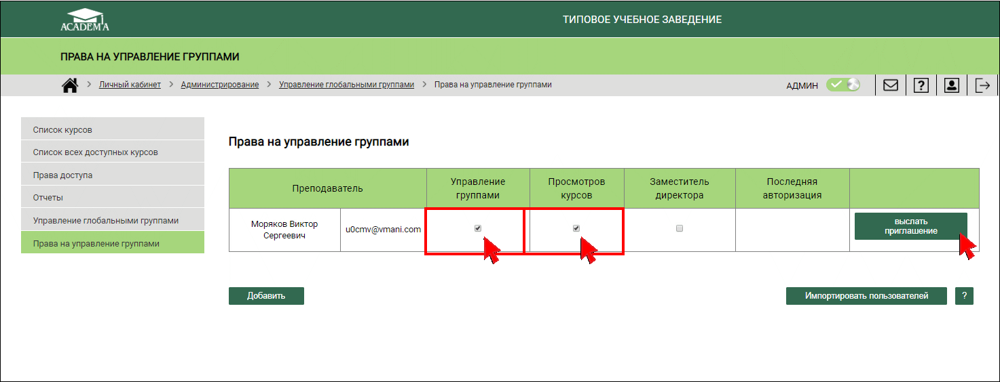 ACADEM'A
ТИПОВОЕ УЧЕБНОЕ ЗАВЕДЕНИЕ
ПРАВА НА УПРАВЛЕНИЕ ГРУППАМИ
> Личный кабинет > Администрирование > Управление глобальными группами > Права на управление группами
АДМИН
?
Список курсов
Список всех доступных курсов
Права доступа
Отчеты
Управление глобальными группами
Права на управление группами
Права на управление группами
Преподаватель
Управление
группами
Просмотров
курсов
Заместитель
директора
Последняя
авторизация
Моряков Виктор
Сергеевич
u0cmv@vmani.com
выслать
приглашение
Добавить
Импортировать пользователей
?